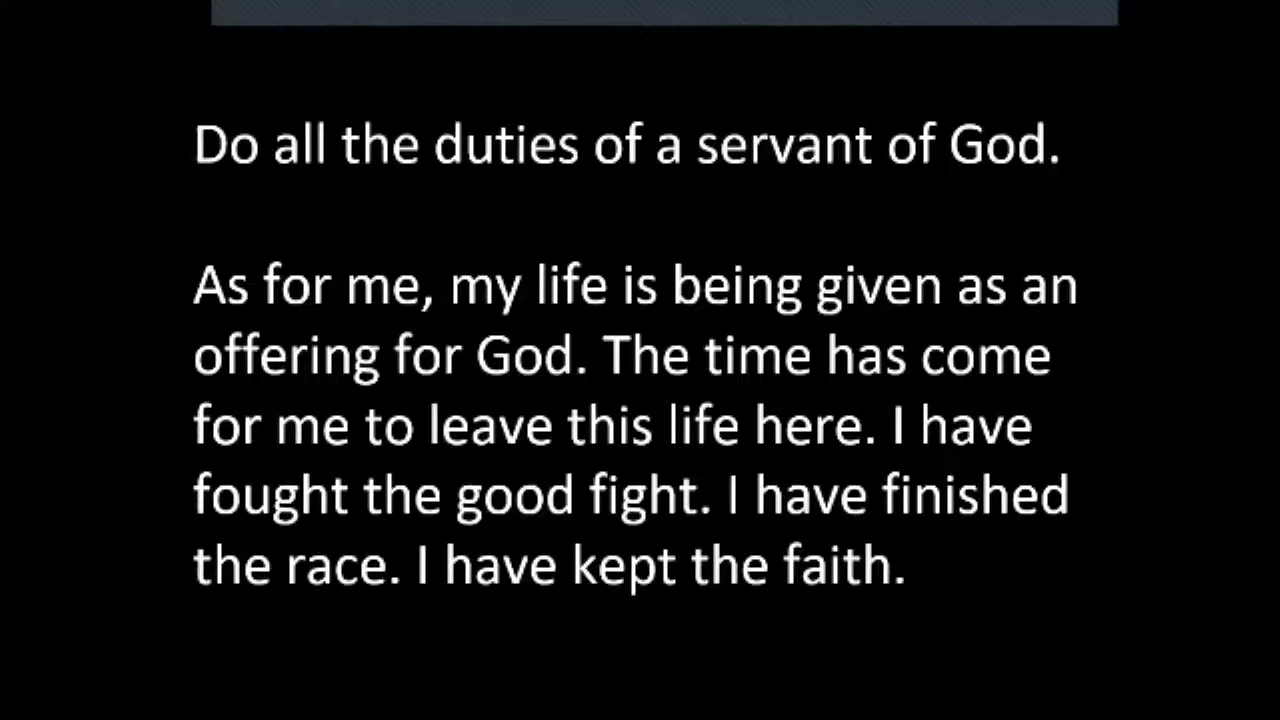 Do all the duties of a servant of God.
As for me, my life is being given as an
offering for God. The time has come
for me to leave this life here. I have
fought the good fight. I have finished
the race. I have kept the faith.